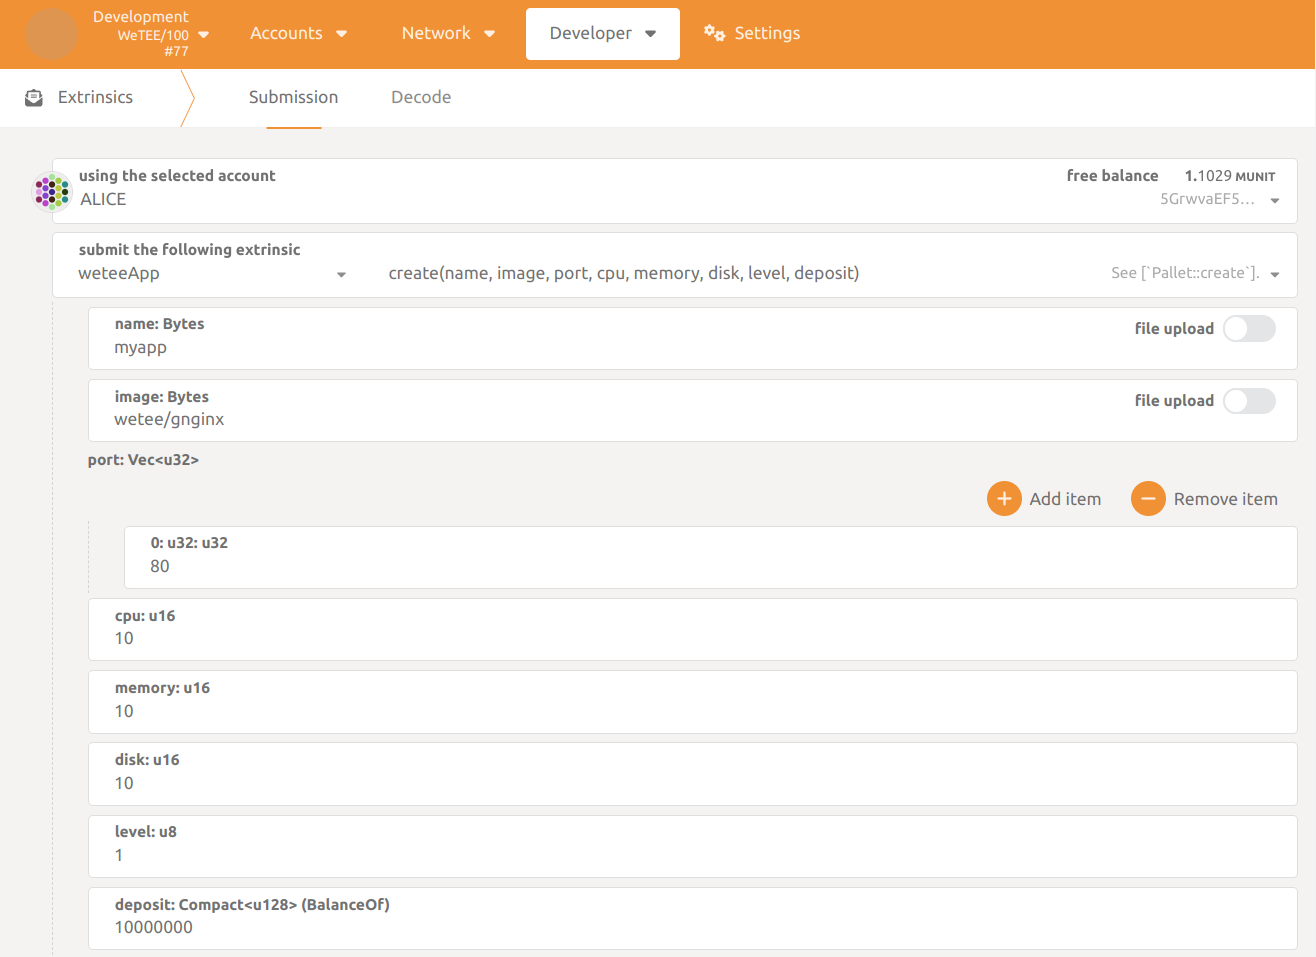 Development
WeTEE/100
#77
Accounts
Network
Developer
Settings
Extrinsics
Submission
Decode
using the selected account
ALICE
free balance 1.1029 MUNIT
5GrwvaEF5...
submit the following extrinsic
weteeApp
create(name, image, port, cpu, memory, disk, level, deposit)
See [`Pallet::create`].
name: Bytes
myapp
file upload
image: Bytes
wetee/gnginx
file upload
port: Vec<u32>
Add item
Remove item
0: u32: u32
80
cpu: u16
10
memory: u16
10
disk: u16
10
level: u8
1
deposit: Compact<u128> (BalanceOf)
10000000